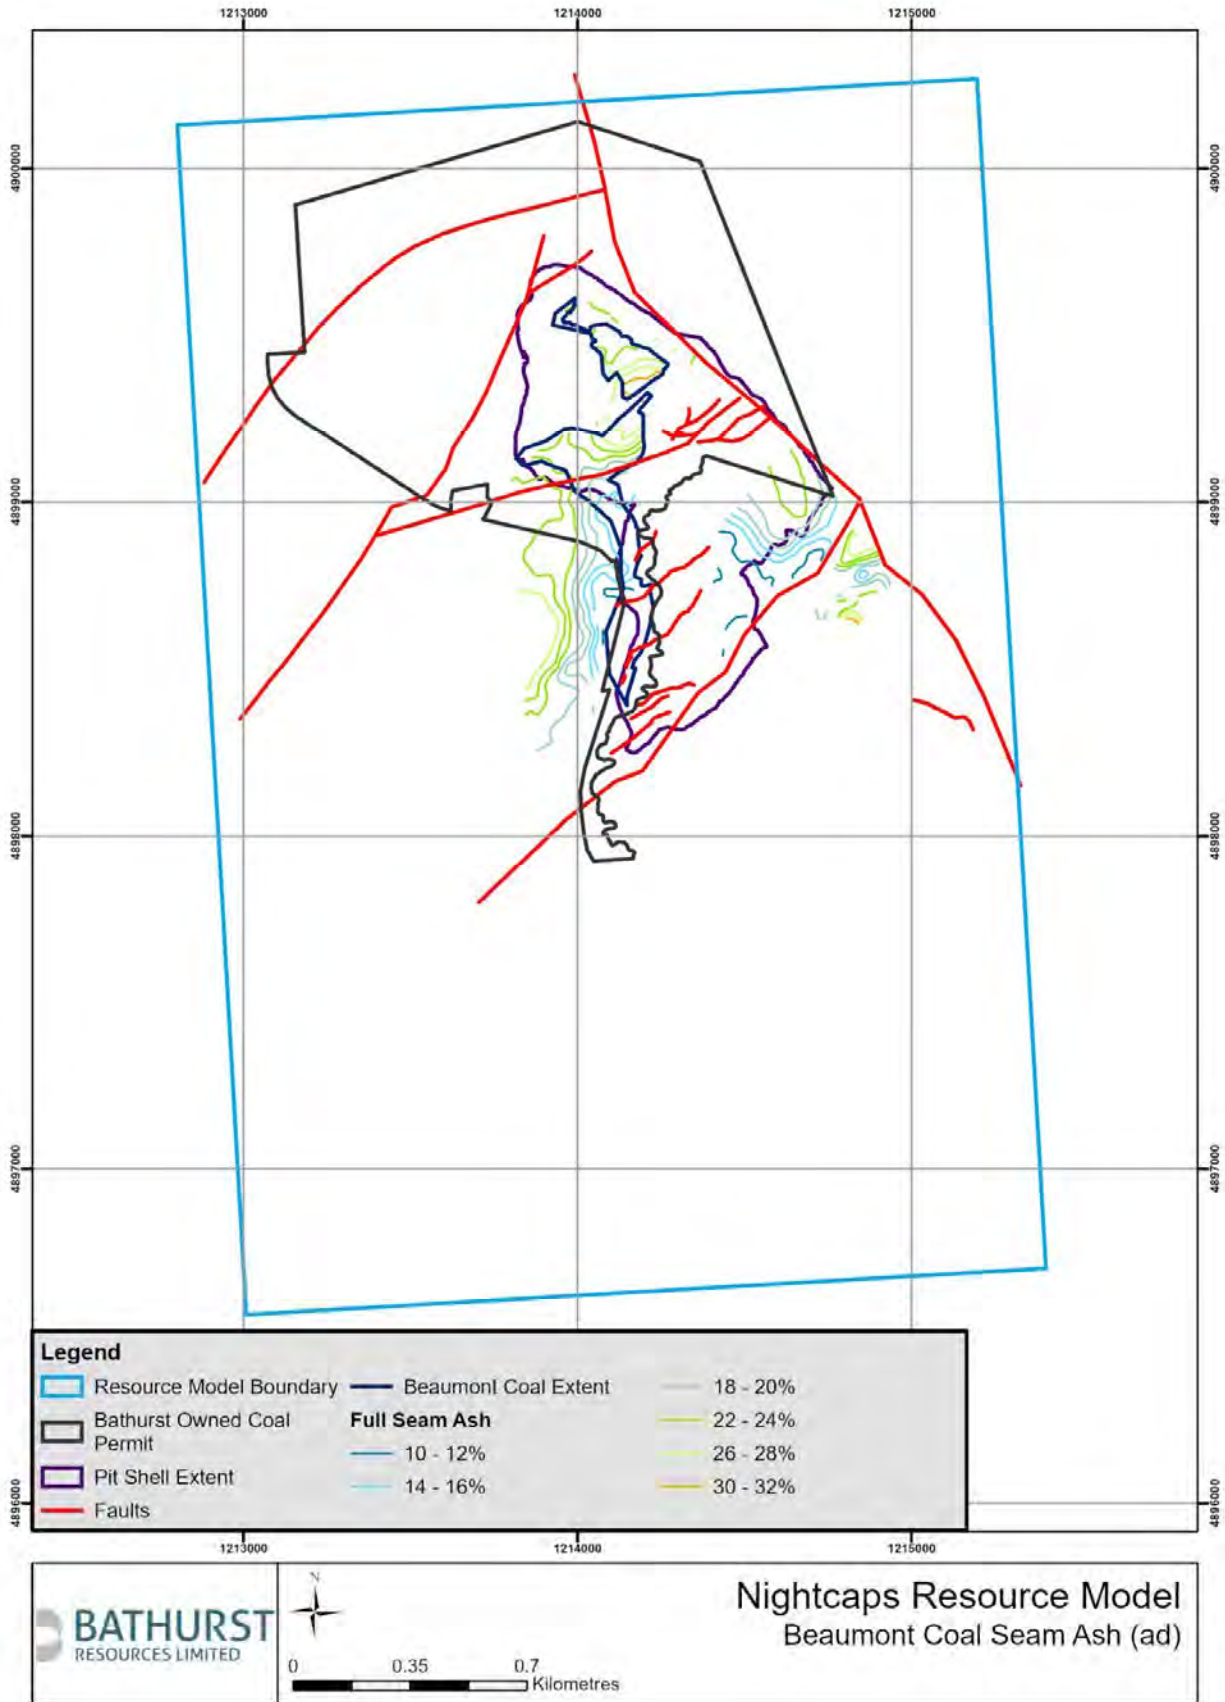 1213000 1214000 1215000
4900000 4900000
4899000 4899000
4898000 4898000
4897000 4897000
4896000 4896000
Legend
Resource Model Boundary
Bathurst Owned Coal
Permit
Pit Shell Extent
Faults
Beaumont Coal Extent
Full Seam Ash
10 - 12%
14 - 16%
18 - 20%
22 - 24%
26 - 28%
30 - 32%
1213000 1214000 1215000
BATHURST
RESOURCES LIMITED
N
0 0.35 0.7
Kilometres
Nightcaps Resource Model
Beaumont Coal Seam Ash (ad)